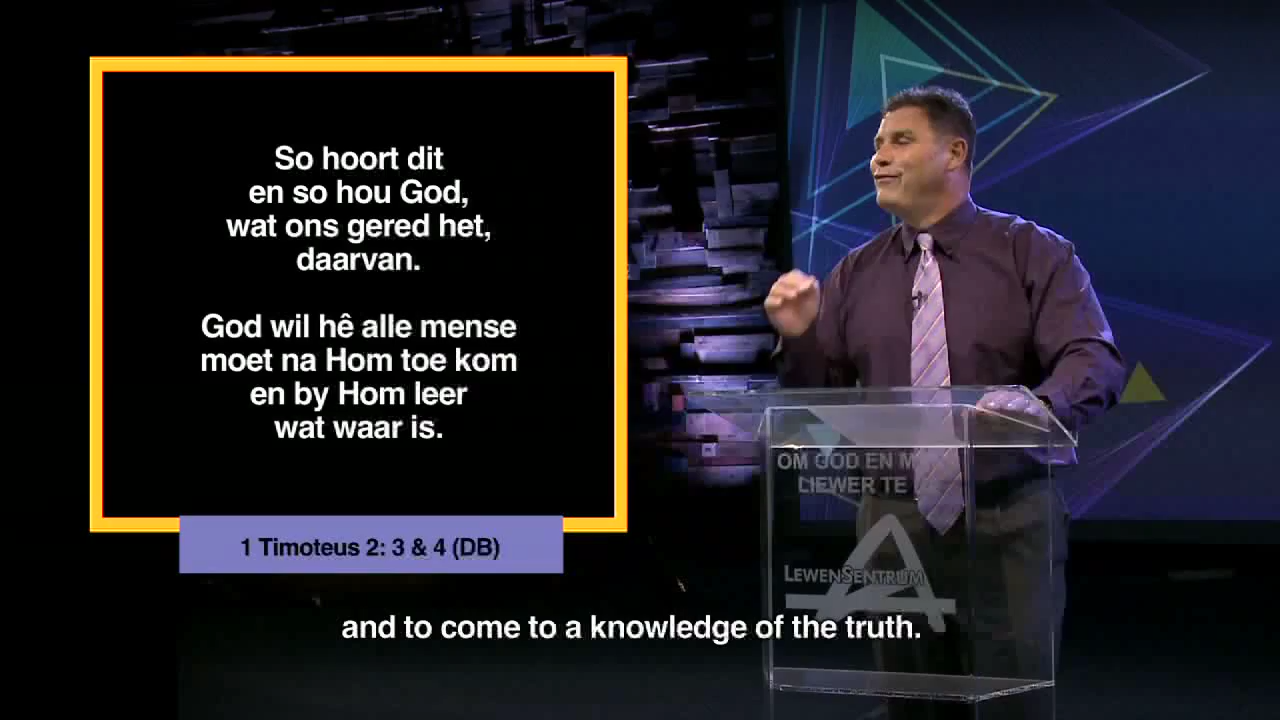 So hoort dit
en so hou God,
wat ons gered het,
daarvan.
God wil hê alle mense
moet na Hom toe kom
en by Hom leer
wat waar is.
1 Timoteus 2: 3 & 4 (DB)
and to come to a knowledge of the truth.
OM GOD EN M
LIEWER TE
LEWENSENTRUM